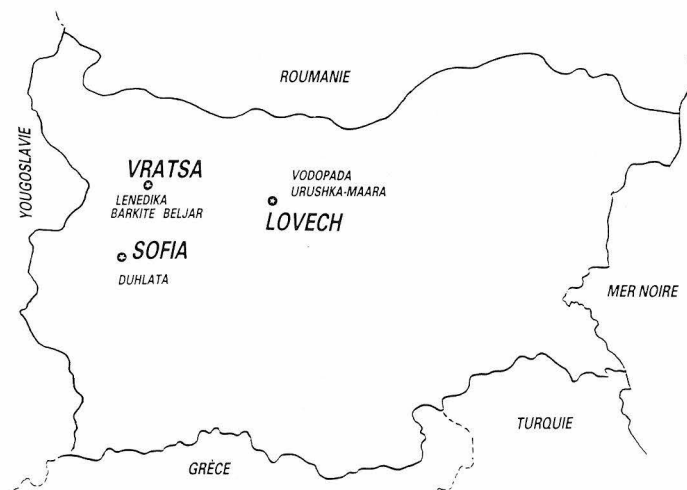 ROUMANIE
YOUGOSLAVIE
VRATSA
LENEDIKA
BARKITE BELJAR
VODOPADA
URUSHKA-MAARA
LOVECH
SOFIA
DUHLATA
MER NOIRE
TURQUIE
GRÈCE